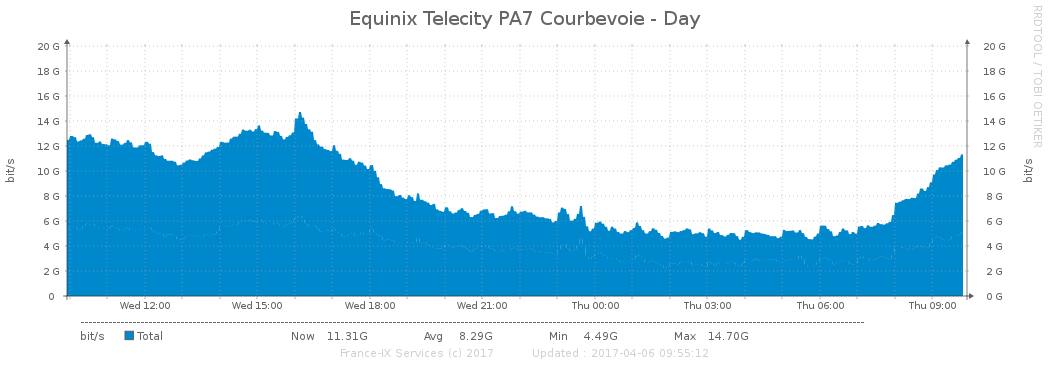 Equinix Telecity PA7 Courbevoie - Day
RRDTOOL / TOBI OETIKER
20 G 20 G
18 G 18 G
16 G 16 G
14 G 14 G
12 G 12 G
10 G 10 G
8 G 8 G
6 G 6 G
4 G 4 G
2 G 2 G
0 0 G
bit/s
bit/s
Wed 12:00 Wed 15:00 Wed 18:00 Wed 21:00 Thu 00:00 Thu 03:00 Thu 06:00 Thu 09:00
bit/s Total Now 11.31G Avg 8.29G Min 4.49G Max 14.70G
France-IX Services (c) 2017 Updated : 2017-04-06 09:55:12